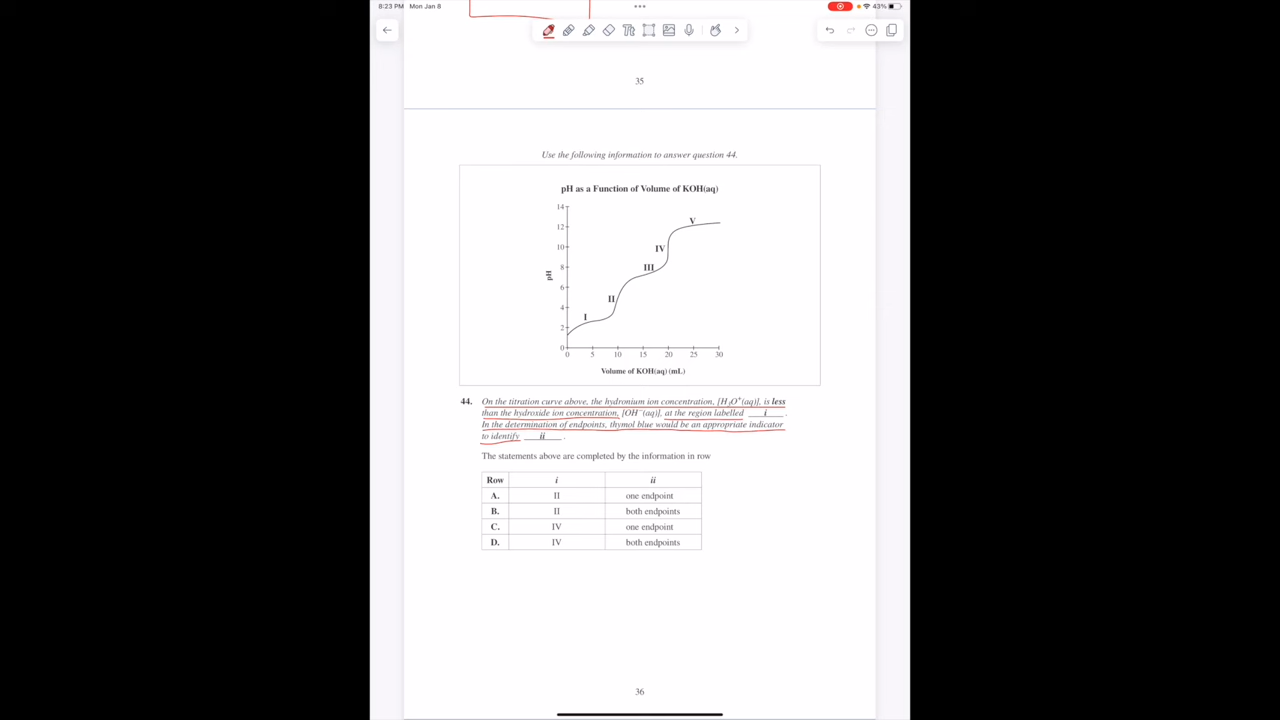 8:23 PM Mon Jan 8
43%
35
Use the following information to answer question 44.
pH as a Function of Volume of KOH(aq)
14
12
10
8
6
4
2
0
pH
I
II
III
IV
V
0 5 10 15 20 25 30
Volume of KOH(aq) (mL)
44. On the titration curve above, the hydronium ion concentration, [H₃O⁺(aq)], is less
than the hydroxide ion concentration, [OH⁻(aq)], at the region labelled i .
In the determination of endpoints, thymol blue would be an appropriate indicator
to identify ii .
The statements above are completed by the information in row
Row i ii
A. II one endpoint
B. II both endpoints
C. IV one endpoint
D. IV both endpoints
36